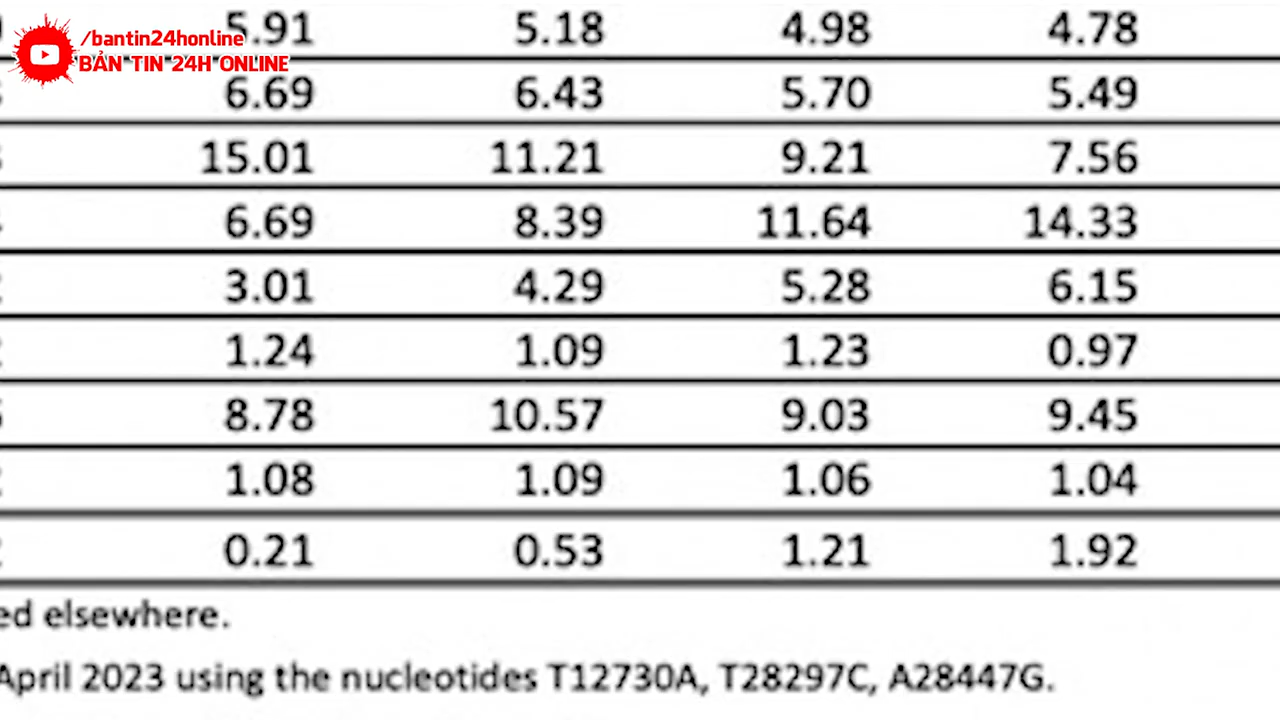 /bantin24honline
BẢN TIN 24H ONLINE
5.91 5.18 4.98 4.78
6.69 6.43 5.70 5.49
15.01 11.21 9.21 7.56
6.69 8.39 11.64 14.33
3.01 4.29 5.28 6.15
1.24 1.09 1.23 0.97
8.78 10.57 9.03 9.45
1.08 1.09 1.06 1.04
0.21 0.53 1.21 1.92
ed elsewhere.
April 2023 using the nucleotides T12730A, T28297C, A28447G.